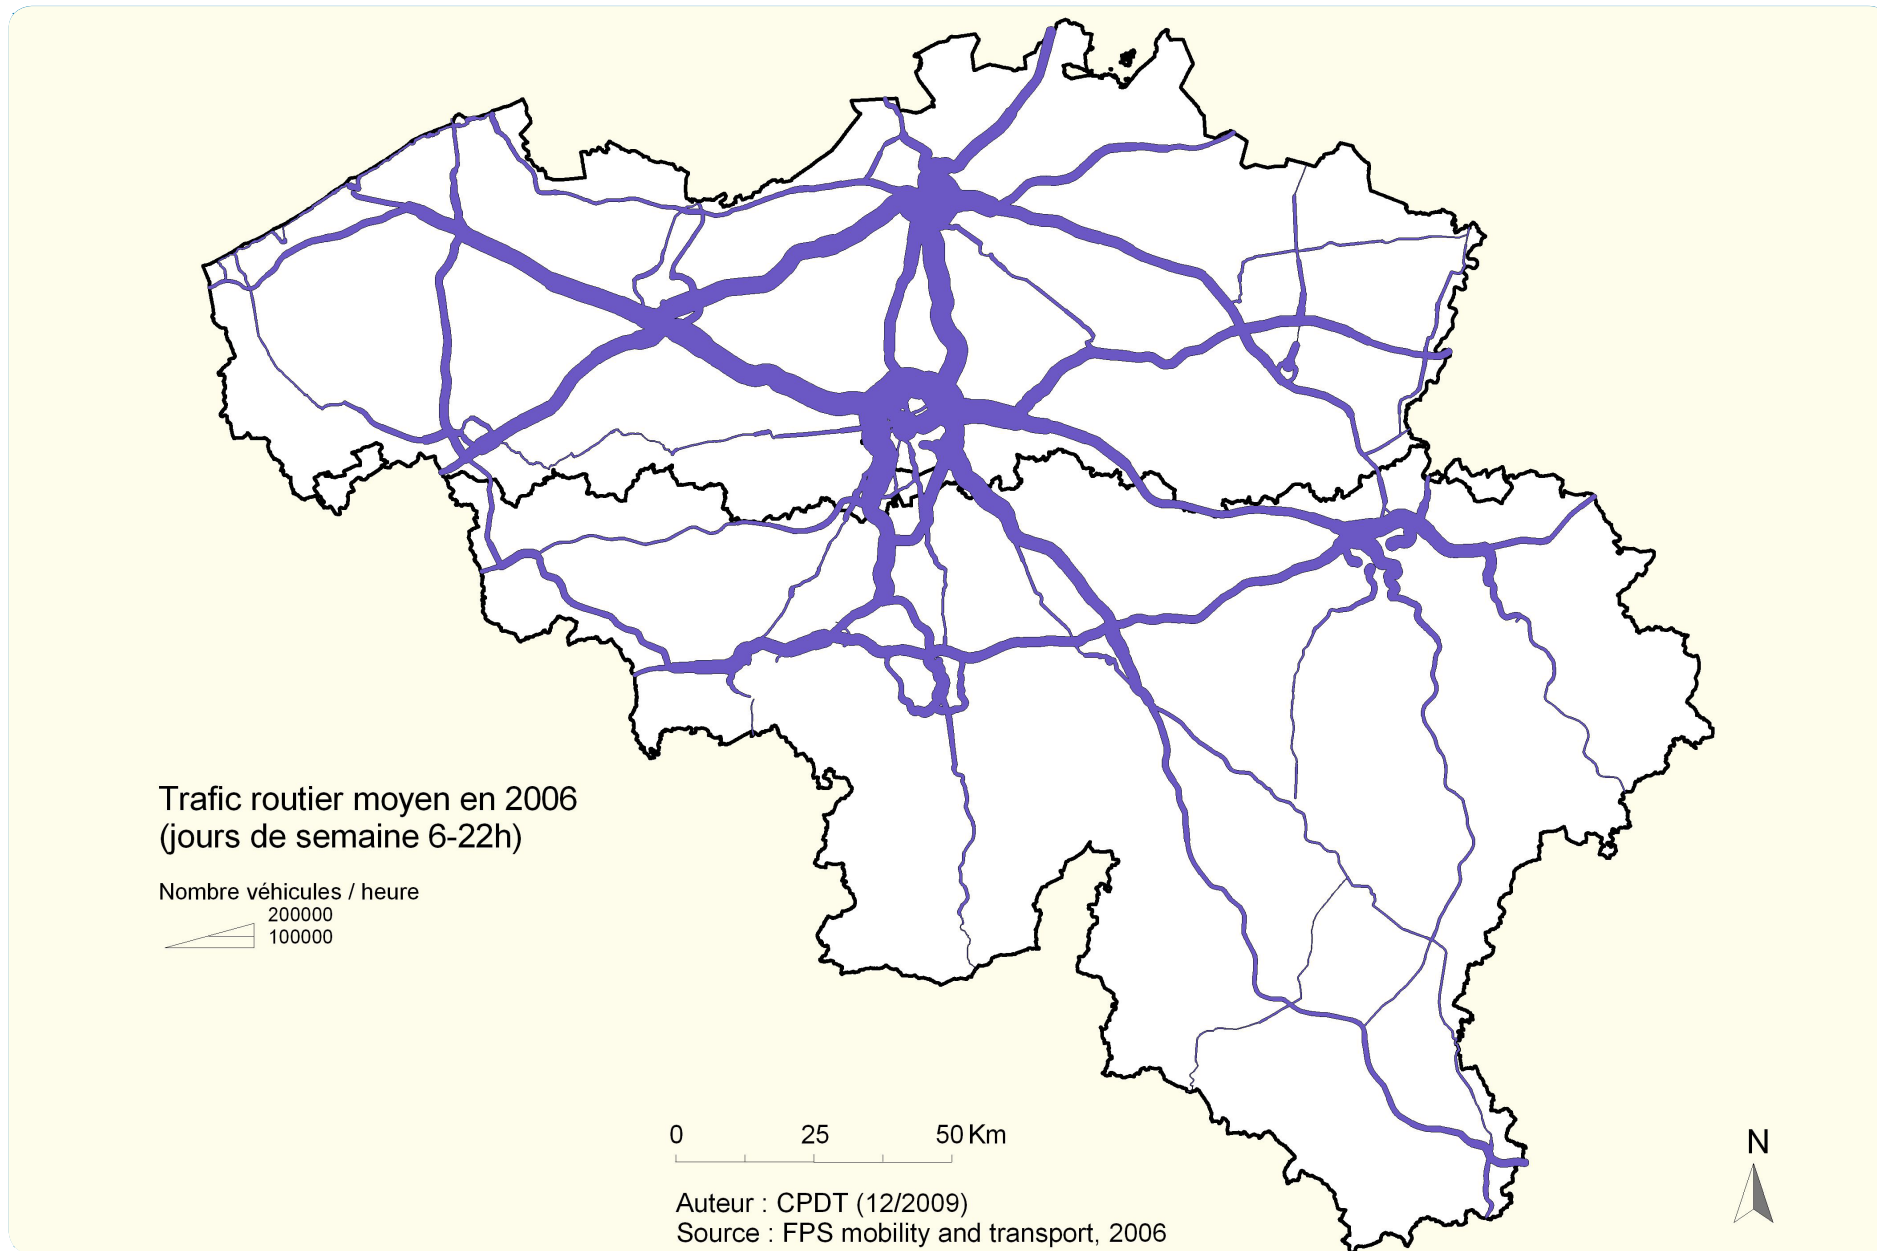 Trafic routier moyen en 2006
(jours de semaine 6-22h)
Nombre véhicules / heure
200000
100000
0 25 50 Km
N
Auteur : CPDT (12/2009)
Source : FPS mobility and transport, 2006